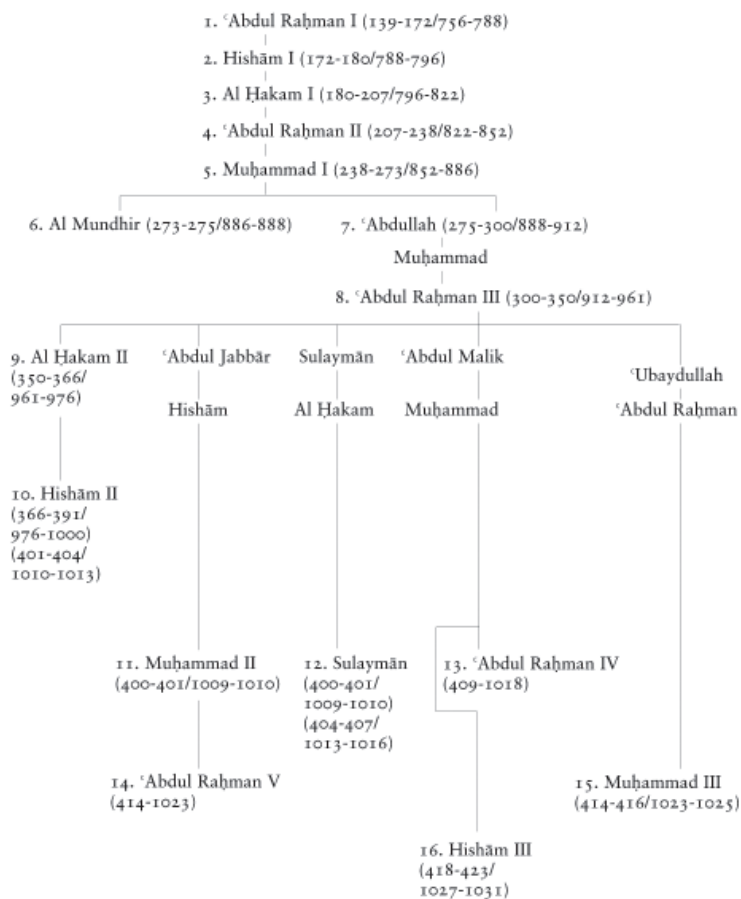 1. ʿAbdul Raḥman I (139-172/756-788)
2. Hishām I (172-180/788-796)
3. Al Ḥakam I (180-207/796-822)
4. ʿAbdul Raḥman II (207-238/822-852)
5. Muḥammad I (238-273/852-886)
6. Al Mundhir (273-275/886-888)
7. ʿAbdullah (275-300/888-912)
Muḥammad
8. ʿAbdul Raḥman III (300-350/912-961)
9. Al Ḥakam II
(350-366/
961-976)
ʿAbdul Jabbār
Sulaymān
ʿAbdul Malik
ʿUbaydullah
Hishām
Al Ḥakam
Muḥammad
ʿAbdul Raḥman
10. Hishām II
(366-391/
976-1000)
(401-404/
1010-1013)
11. Muḥammad II
(400-401/1009-1010)
12. Sulaymān
(400-401/
1009-1010)
(404-407/
1013-1016)
13. ʿAbdul Raḥman IV
(409-1018)
14. ʿAbdul Raḥman V
(414-1023)
15. Muḥammad III
(414-416/1023-1025)
16. Hishām III
(418-423/
1027-1031)